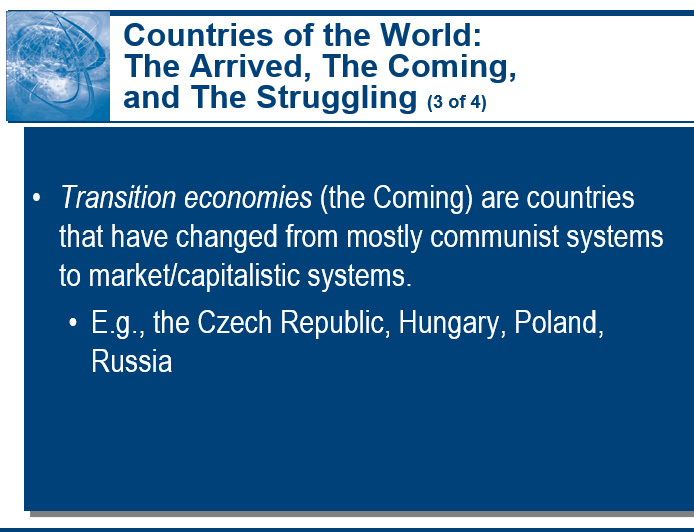 Countries of the World:
The Arrived, The Coming,
and The Struggling (3 of 4)
• Transition economies (the Coming) are countries
that have changed from mostly communist systems
to market/capitalistic systems.
• E.g., the Czech Republic, Hungary, Poland,
Russia